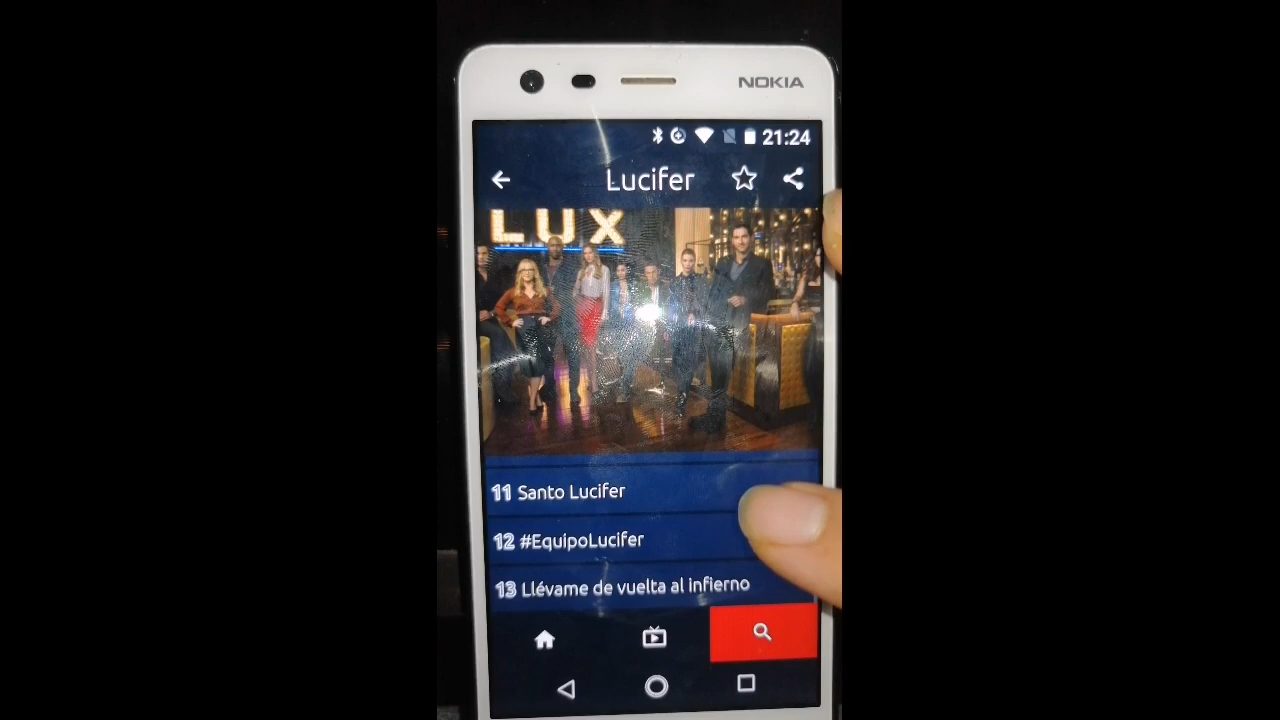 NOKIA
21:24
Lucifer
LUX
11 Santo Lucifer
12 #EquipoLucifer
13 Llévame de vuelta al infierno